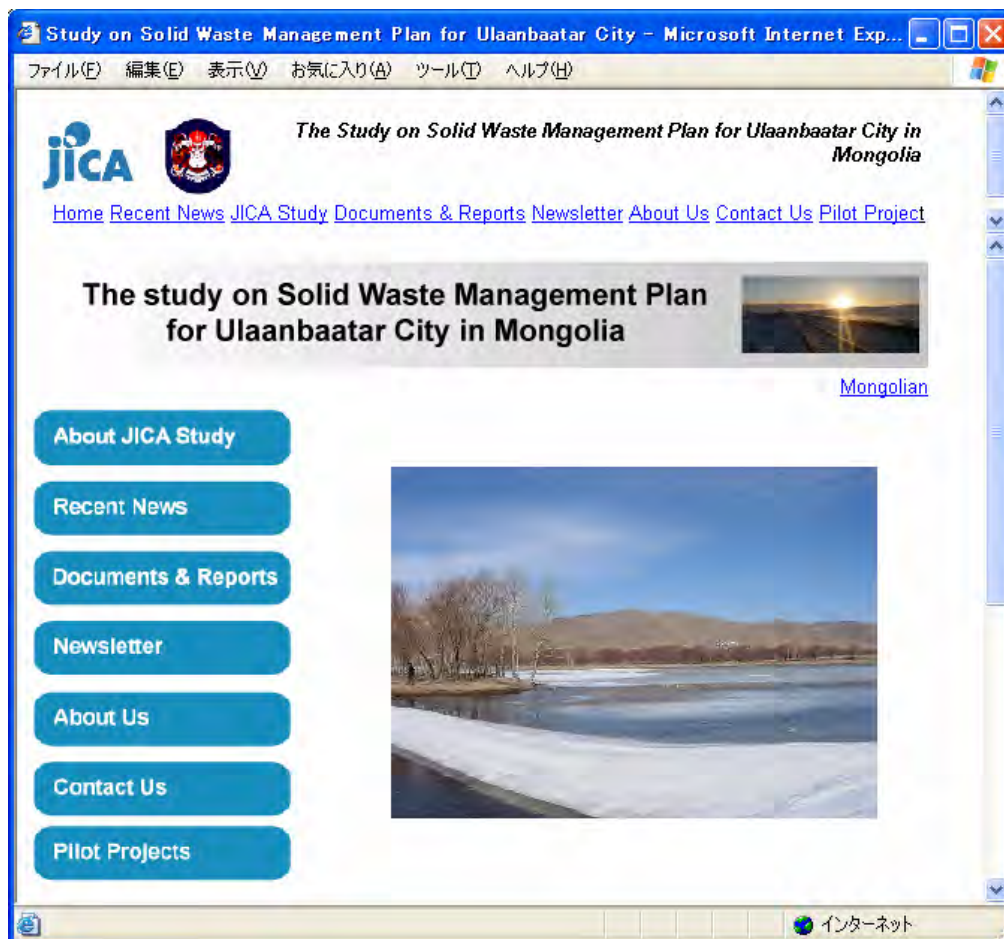 Study on Solid Waste Management Plan for Ulaanbaatar City - Microsoft Internet Exp...
ファイル(F) 編集(E) 表示(V) お気に入り(A) ツール(T) ヘルプ(H)
jICA
The Study on Solid Waste Management Plan for Ulaanbaatar City in
Mongolia
Home Recent News JICA Study Documents & Reports Newsletter About Us Contact Us Pilot Project
The study on Solid Waste Management Plan
for Ulaanbaatar City in Mongolia
Mongolian
About JICA Study
Recent News
Documents & Reports
Newsletter
About Us
Contact Us
Pilot Projects
インターネット